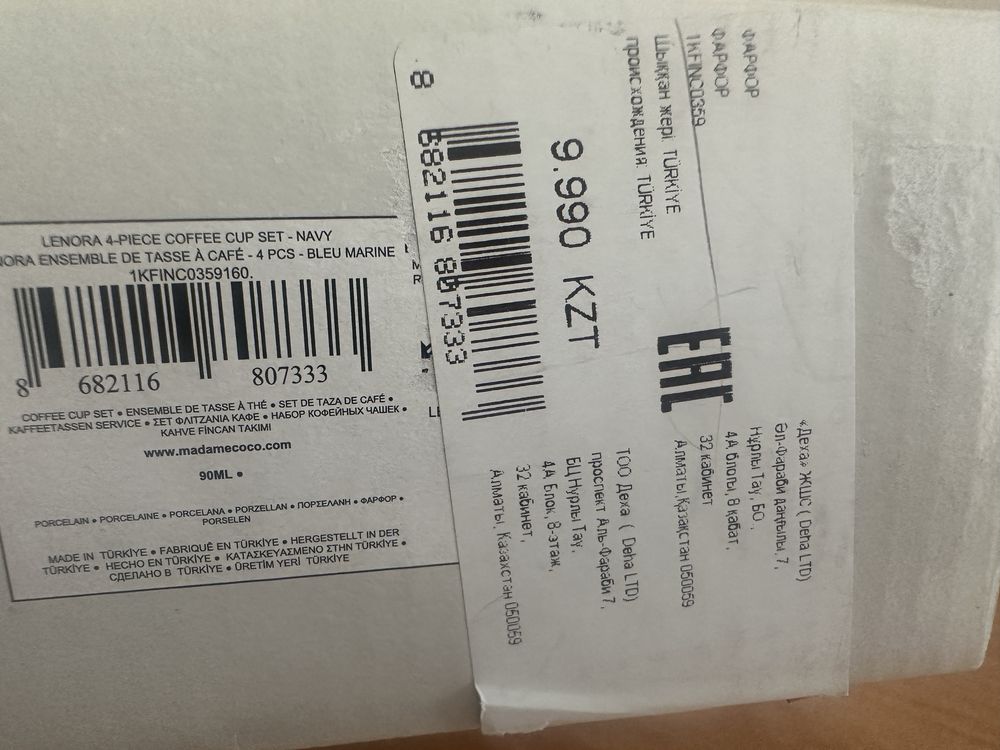 LENORA 4-PIECE COFFEE CUP SET - NAVY
NORA ENSEMBLE DE TASSE À CAFÉ - 4 PCS - BLEU MARINE
1KFINC0359160.
8 682116 807333
COFFEE CUP SET • ENSEMBLE DE TASSE À THÉ • SET DE TAZA DE CAFÉ •
KAFFEETASSEN SERVICE • ΣΕΤ ΦΛΙΤΖΑΝΙΑ ΚΑΦΕ • НАБОР КОФЕЙНЫХ ЧАШЕК •
KAHVE FİNCAN TAKIMI
www.madamecoco.com
90ML •
PORCELAIN • PORCELAINE • PORCELANA • PORZELLAN • ΠΟΡΣΕΛΑΝΗ • ФАРФОР •
PORSELEN
MADE IN TÜRKİYE • FABRIQUÉ EN TÜRKİYE • HERGESTELLT IN DER
TÜRKİYE • HECHO EN TÜRKİYE • ΚΑΤΑΣΚΕΥΑΣΜΕΝΟ ΣΤΗΝ TÜRKİYE •
СДЕЛАНО В TÜRKİYE • ÜRETİM YERİ TÜRKİYE
ФАРФОР
ФАРФОР
1KFINC0359
Шыққан жері: TÜRKİYE
происхождения: TÜRKİYE
9.990 KZT
8 682116 807333
EAC
«Деха» ЖШС ( Deha LTD)
Әл-Фараби даңғылы, 7,
Нұрлы Тау, БО,
4А блогы, 8 қабат,
32 кабинет
Алматы, Қазақстан 050059
ТОО Деха ( Deha LTD)
проспект Аль-Фараби 7,
БЦ Нурлы Тау,
4А Блок, 8-этаж,
32 кабинет,
Алматы, Казахстан 050059